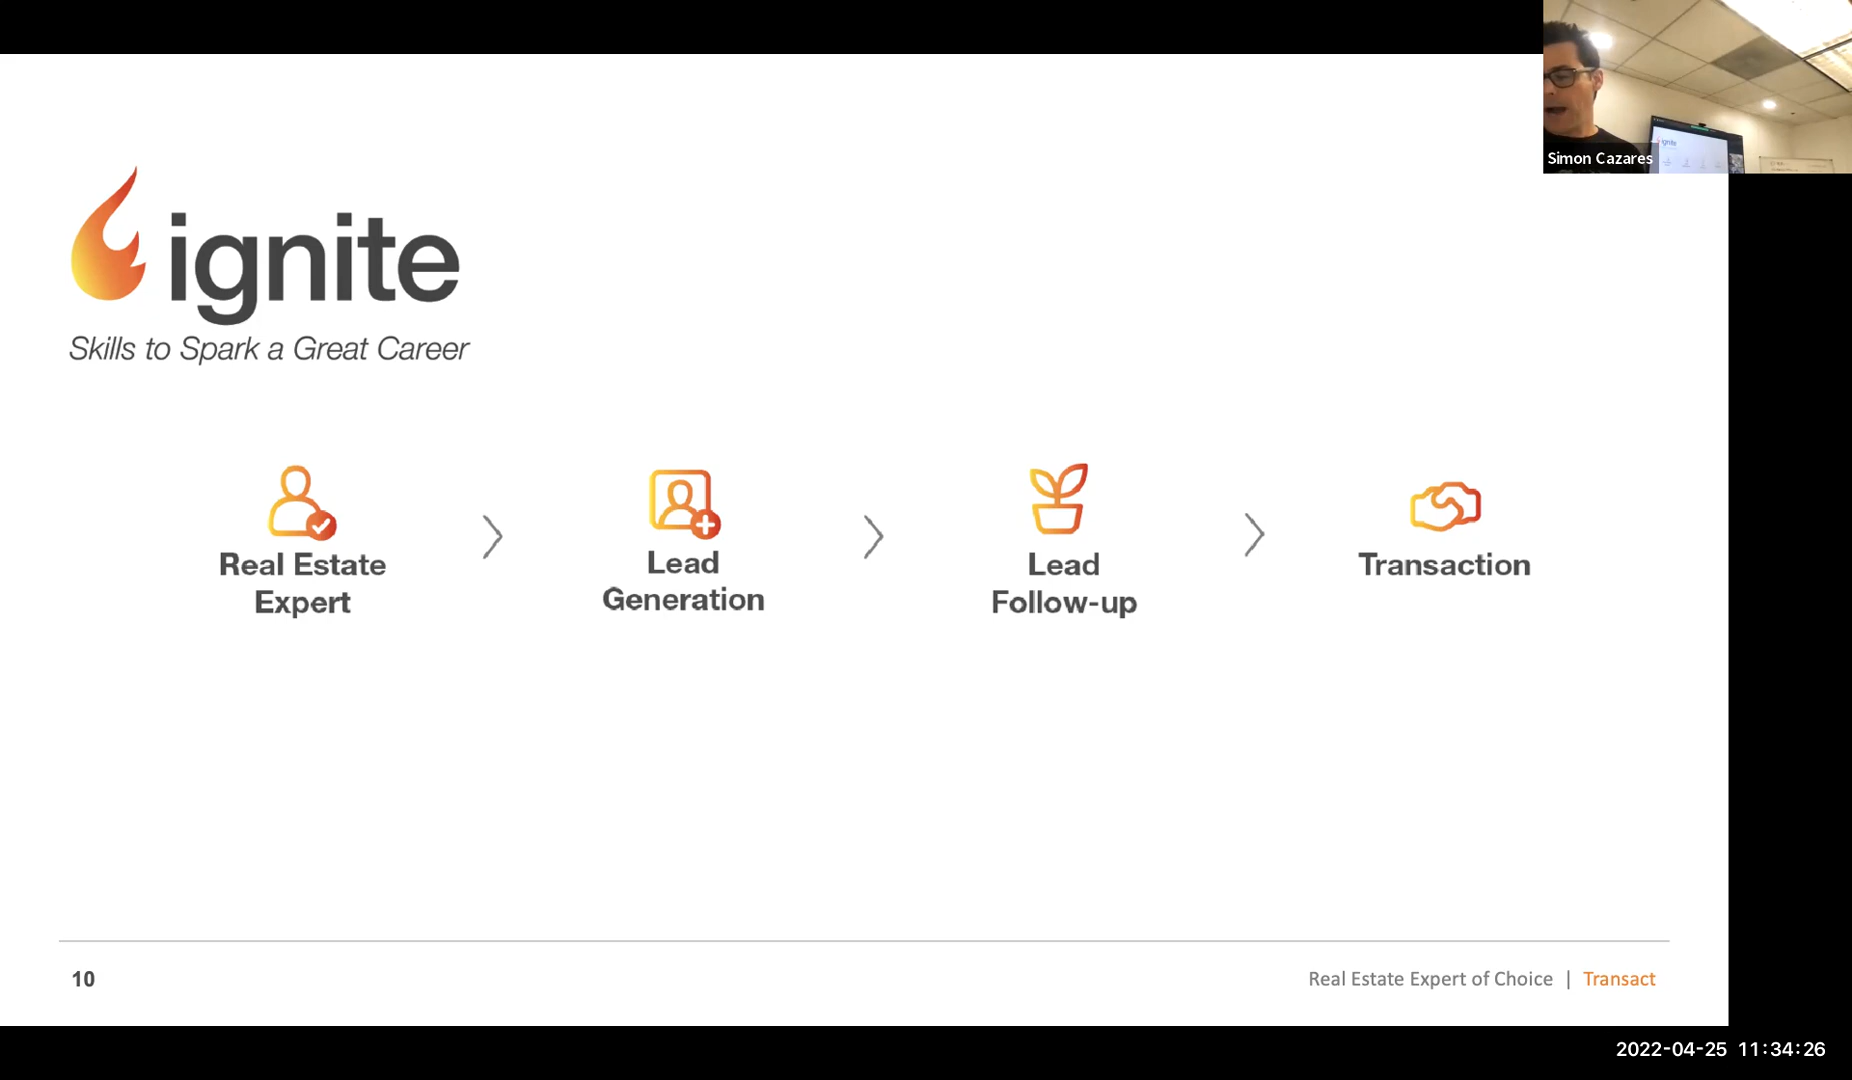 Simon Cazares
ignite
ignite
Skills to Spark a Great Career
Real Estate
Expert
Lead
Generation
Lead
Follow-up
Transaction
10
Real Estate Expert of Choice | Transact
2022-04-25 11:34:26